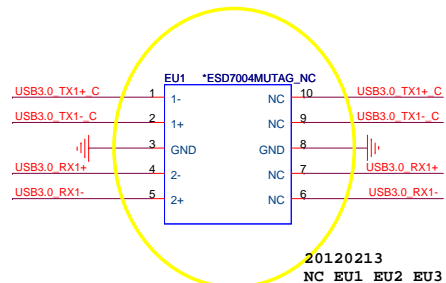 EU1 *ESD7004MUTAG_NC
USB3.0_TX1+_C 1 1- NC 10 USB3.0_TX1+_C
USB3.0_TX1-_C 2 1+ NC 9 USB3.0_TX1-_C
3 GND GND 8
USB3.0_RX1+ 4 2- NC 7 USB3.0_RX1+
USB3.0_RX1- 5 2+ NC 6 USB3.0_RX1-
20120213
NC EU1 EU2 EU3